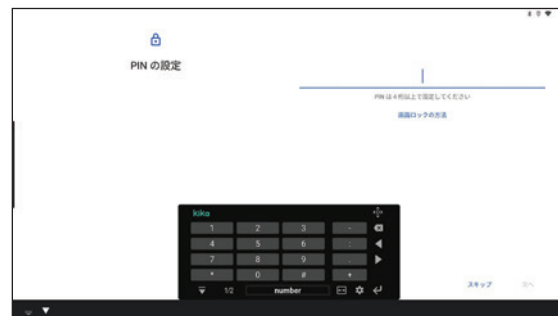 PIN の設定
PIN は 4 桁以上で設定してください
画面ロックの方法
kika
1 2 3 -
4 5 6 :
7 8 9 .
* 0 # +
1/2 number
スキップ 次へ